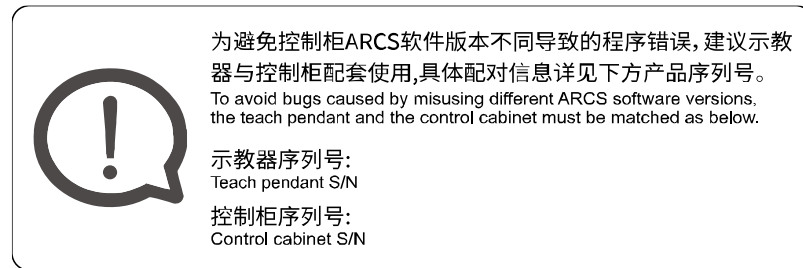 为避免控制柜ARCS软件版本不同导致的程序错误，建议示教
器与控制柜配套使用,具体配对信息详见下方产品序列号。
To avoid bugs caused by misusing different ARCS software versions,
the teach pendant and the control cabinet must be matched as below.
示教器序列号:
Teach pendant S/N
控制柜序列号:
Control cabinet S/N